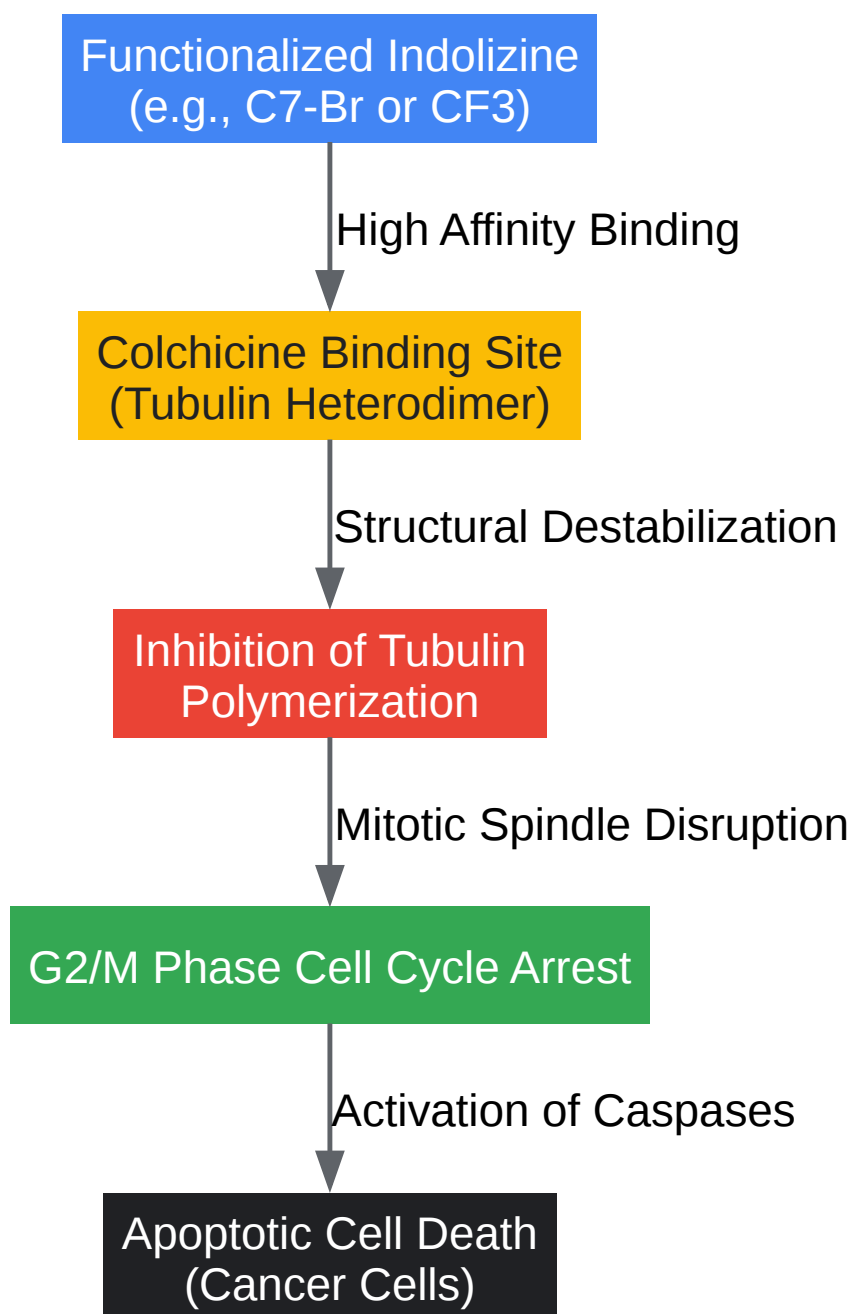 Functionalized Indolizine
(e.g., C7-Br or CF3)
High Affinity Binding
Colchicine Binding Site
(Tubulin Heterodimer)
Structural Destabilization
Inhibition of Tubulin
Polymerization
Mitotic Spindle Disruption
G2/M Phase Cell Cycle Arrest
Activation of Caspases
Apoptotic Cell Death
(Cancer Cells)